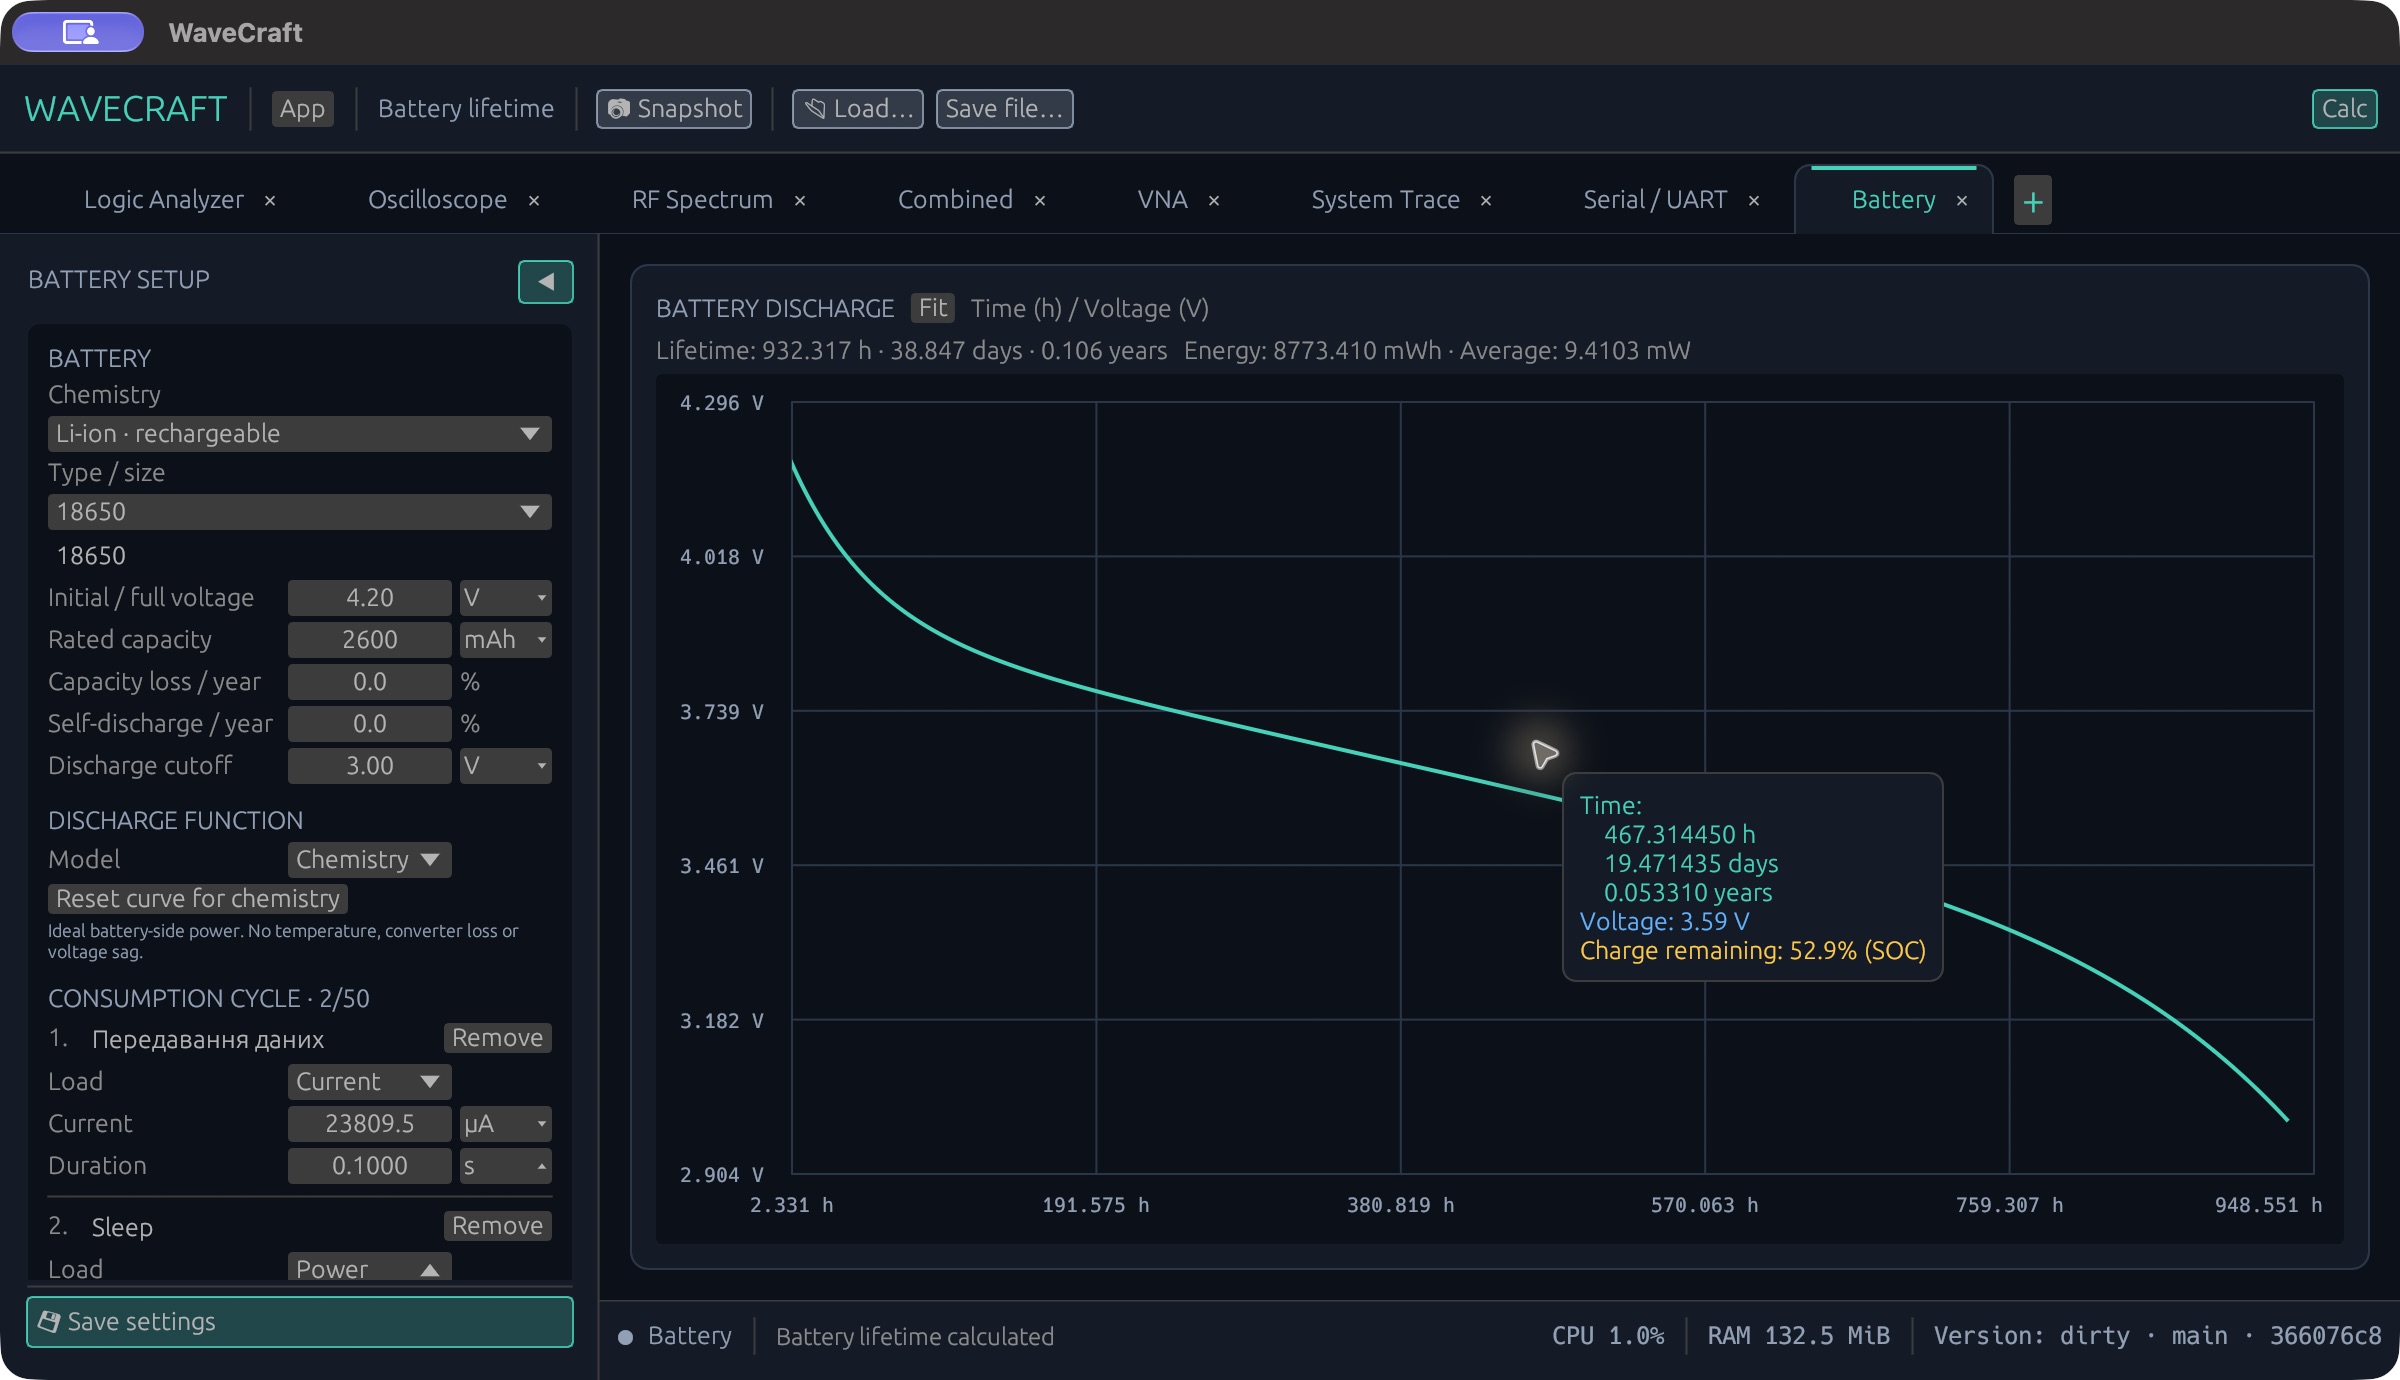 WaveCraft
WAVECRAFT App Battery lifetime Snapshot Load... Save file... Calc
Logic Analyzer × Oscilloscope × RF Spectrum × Combined × VNA × System Trace × Serial / UART × Battery × +
BATTERY SETUP
BATTERY
Chemistry
Li-ion · rechargeable
Type / size
18650
18650
Initial / full voltage 4.20 V
Rated capacity 2600 mAh
Capacity loss / year 0.0 %
Self-discharge / year 0.0 %
Discharge cutoff 3.00 V
DISCHARGE FUNCTION
Model Chemistry
Reset curve for chemistry
Ideal battery-side power. No temperature, converter loss or
voltage sag.
CONSUMPTION CYCLE · 2/50
1. Передавання даних Remove
Load Current
Current 23809.5 µA
Duration 0.1000 s
2. Sleep Remove
Load Power
Save settings
BATTERY DISCHARGE Fit Time (h) / Voltage (V)
Lifetime: 932.317 h · 38.847 days · 0.106 years Energy: 8773.410 mWh · Average: 9.4103 mW
4.296 V
4.018 V
3.739 V
3.461 V
3.182 V
2.904 V
2.331 h 191.575 h 380.819 h 570.063 h 759.307 h 948.551 h
Time:
467.314450 h
19.471435 days
0.053310 years
Voltage: 3.59 V
Charge remaining: 52.9% (SOC)
Battery Battery lifetime calculated CPU 1.0% RAM 132.5 MiB Version: dirty · main · 366076c8